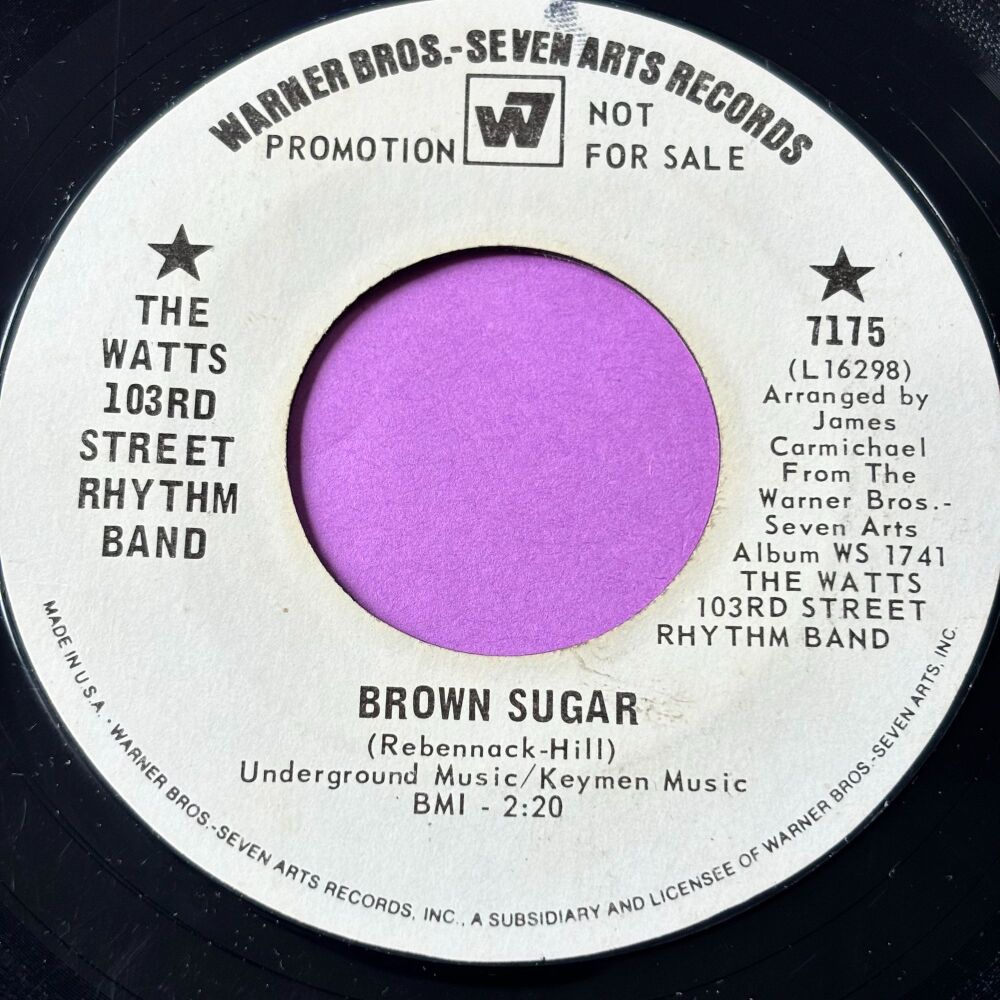 WARNER BROS.-SEVEN ARTS RECORDS
PROMOTION
W7
NOT
FOR SALE
THE
WATTS
103RD
STREET
RHYTHM
BAND
7175
(L16298)
Arranged by
James
Carmichael
From The
Warner Bros.-
Seven Arts
Album WS 1741
THE WATTS
103RD STREET
RHYTHM BAND
BROWN SUGAR
(Rebennack-Hill)
Underground Music/Keymen Music
BMI - 2:20
MADE IN U.S.A. · WARNER BROS.-SEVEN ARTS RECORDS, INC., A SUBSIDIARY AND LICENSEE OF WARNER BROS.-SEVEN ARTS, INC.